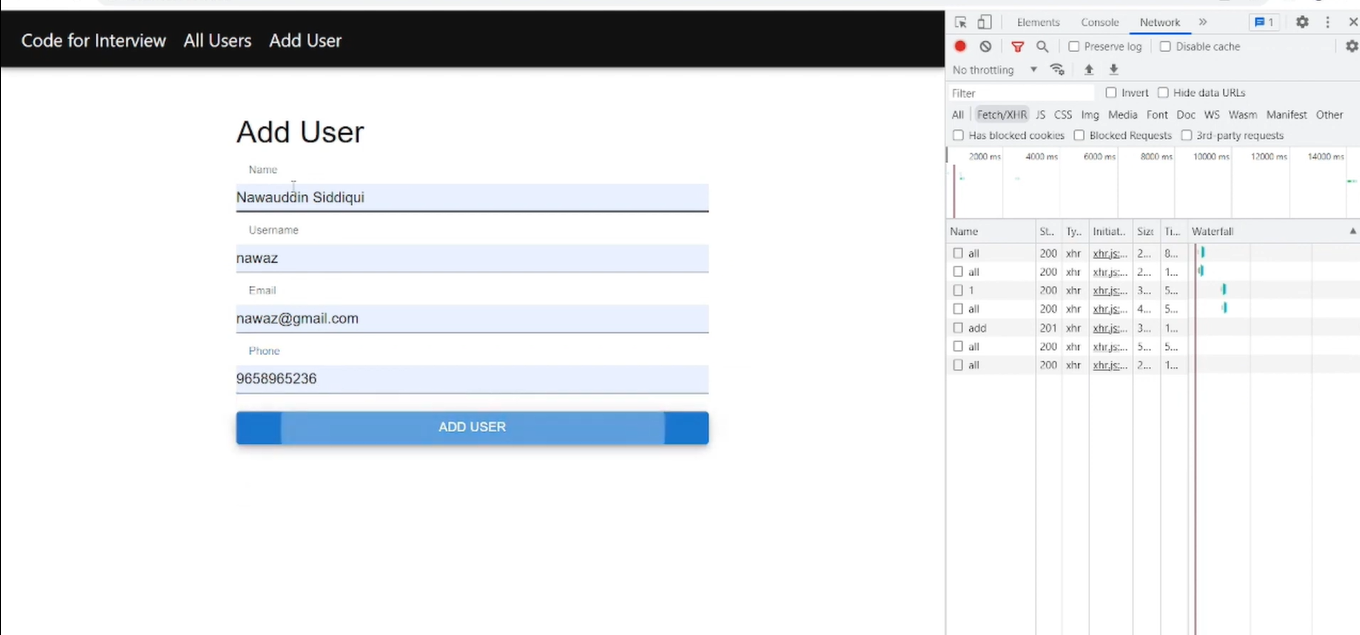 Code for Interview All Users Add User
Add User
Name
Nawauddin Siddiqui
Username
nawaz
Email
nawaz@gmail.com
Phone
9658965236
ADD USER
Elements Console Network » 1
Preserve log Disable cache
No throttling
Filter Invert Hide data URLs
All Fetch/XHR JS CSS Img Media Font Doc WS Wasm Manifest Other
Has blocked cookies Blocked Requests 3rd-party requests
2000 ms 4000 ms 6000 ms 8000 ms 10000 ms 12000 ms 14000 ms
Name St.. Ty.. Initiat.. Size Ti... Waterfall
all 200 xhr xhr.js:... 2... 8...
all 200 xhr xhr.js:... 2... 1...
1 200 xhr xhr.js:... 3... 5...
all 200 xhr xhr.js:... 4... 5...
add 201 xhr xhr.js:... 3... 1...
all 200 xhr xhr.js:... 5... 5...
all 200 xhr xhr.js:... 2... 1...